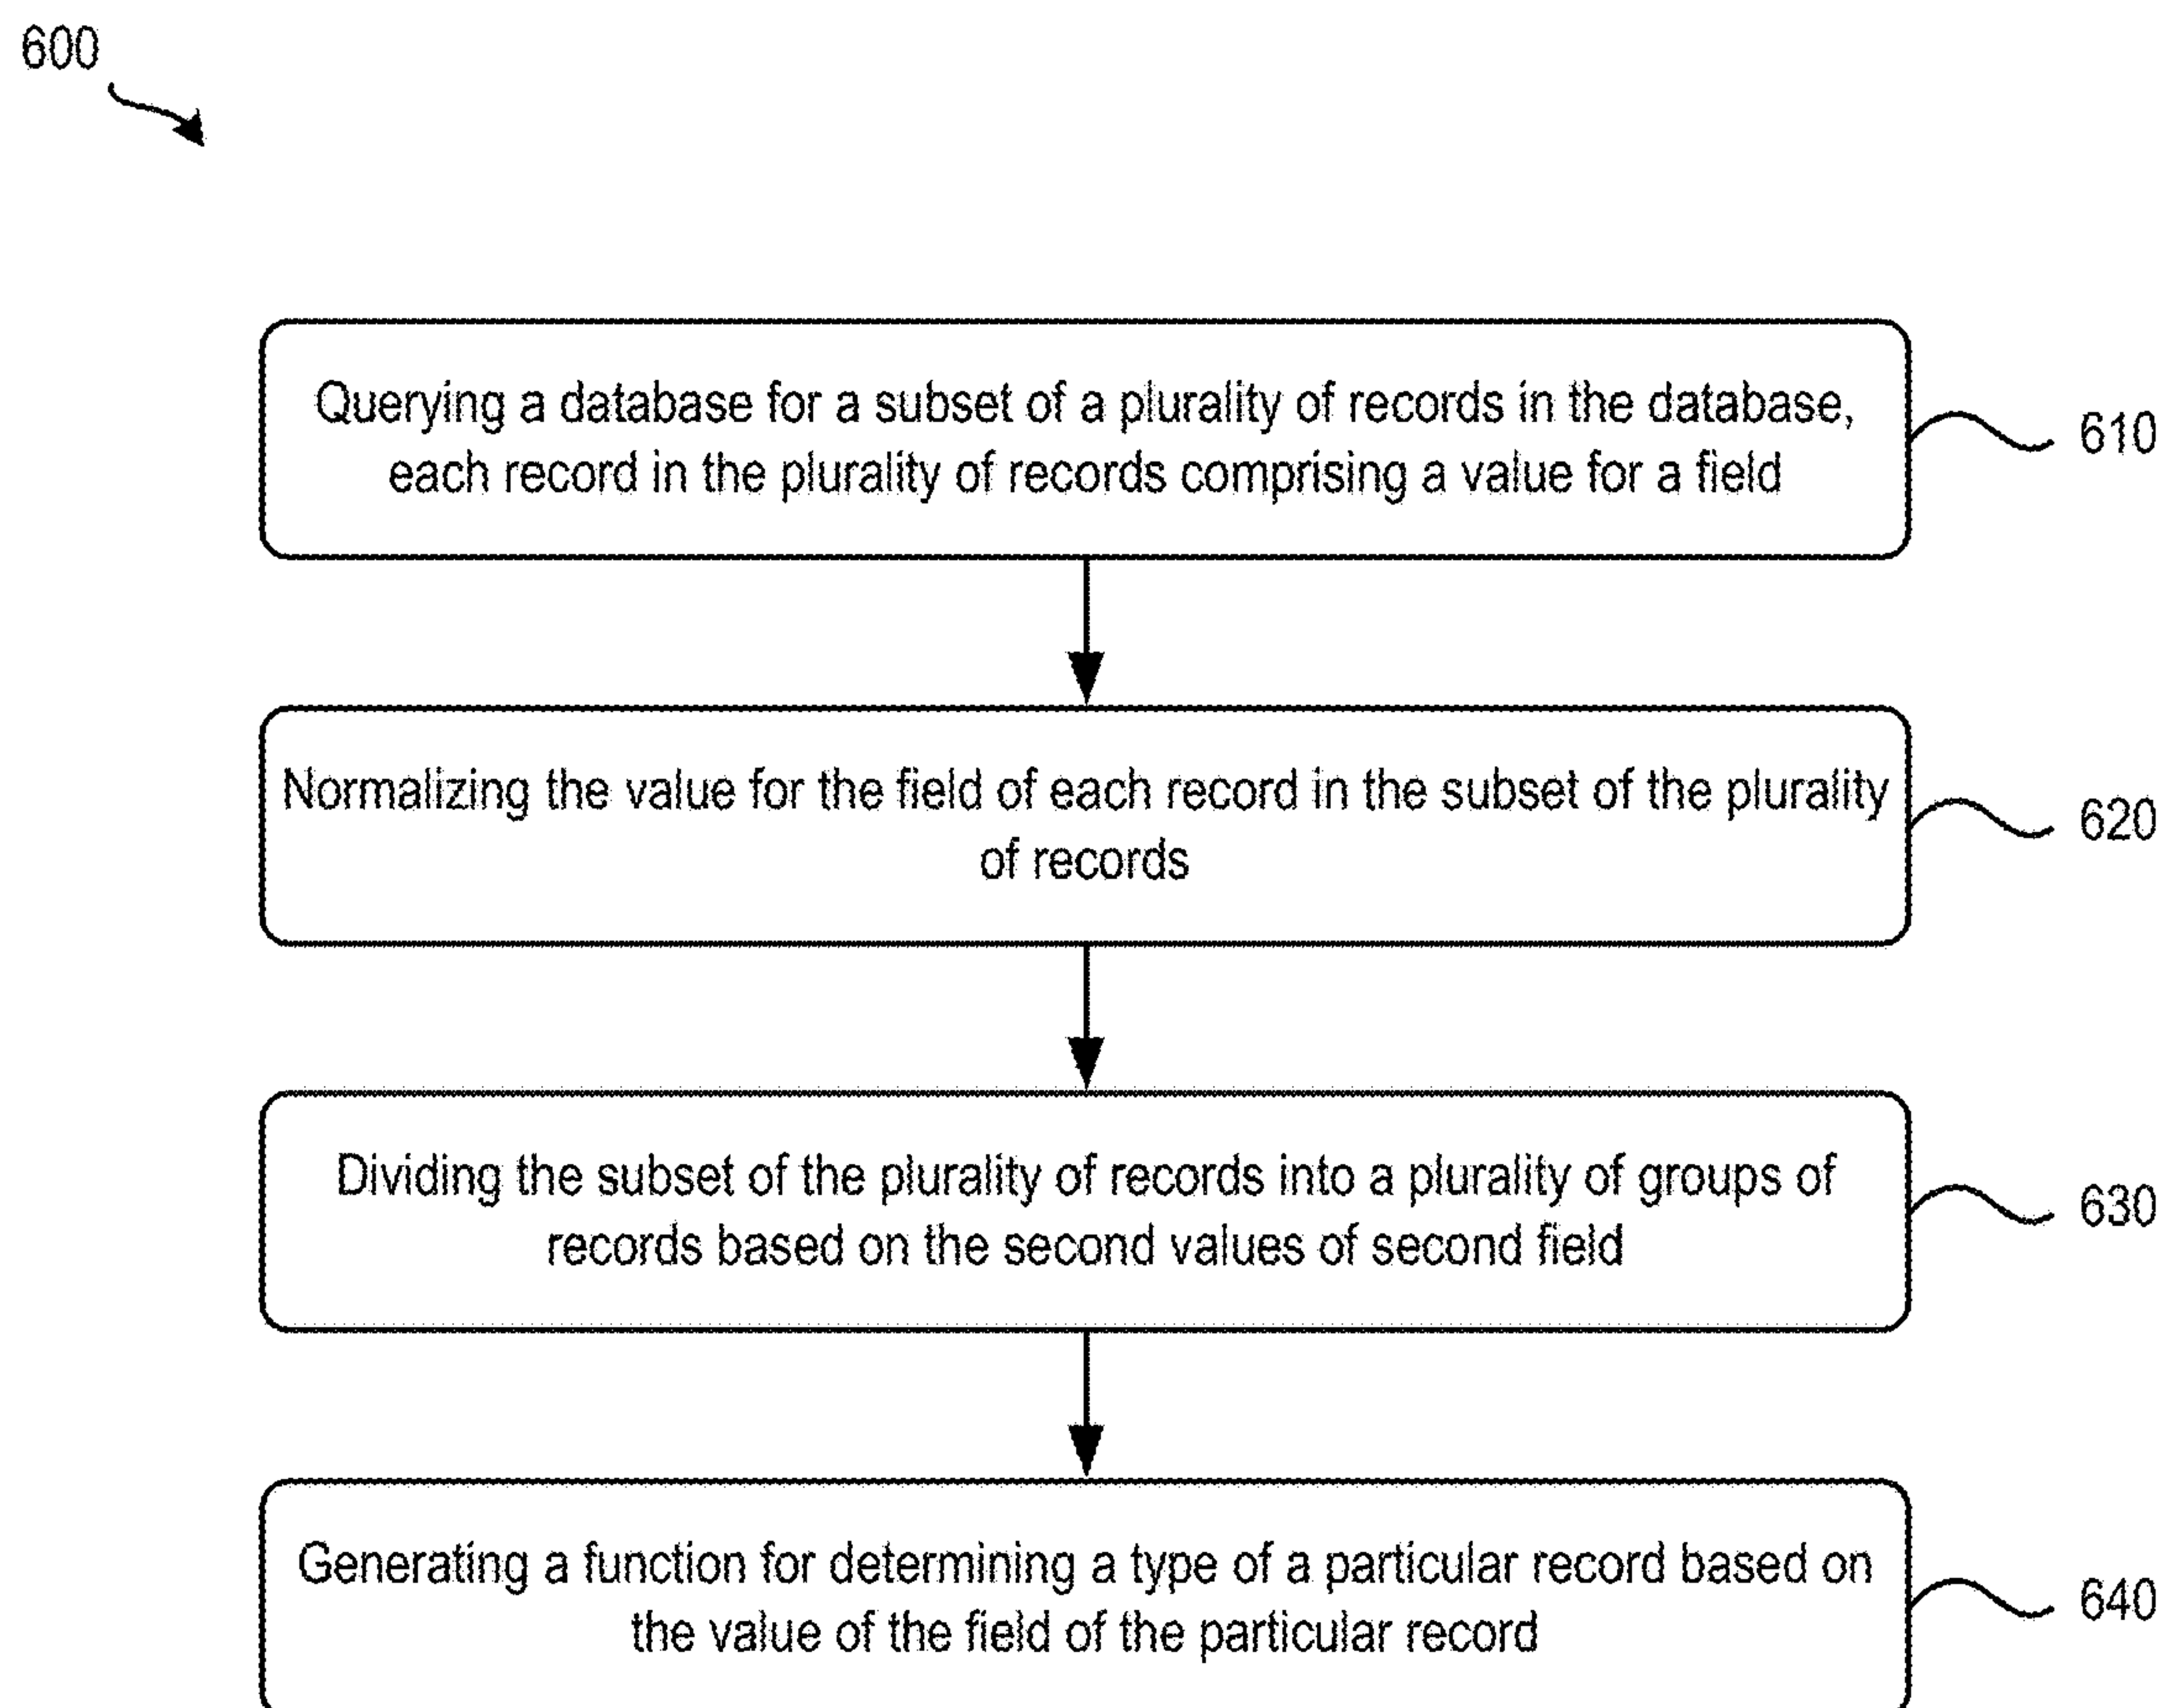 600
Querying a database for a subset of a plurality of records in the database,
each record in the plurality of records comprising a value for a field
610
Normalizing the value for the field of each record in the subset of the plurality
of records
620
Dividing the subset of the plurality of records into a plurality of groups of
records based on the second values of second field
630
Generating a function for determining a type of a particular record based on
the value of the field of the particular record
640